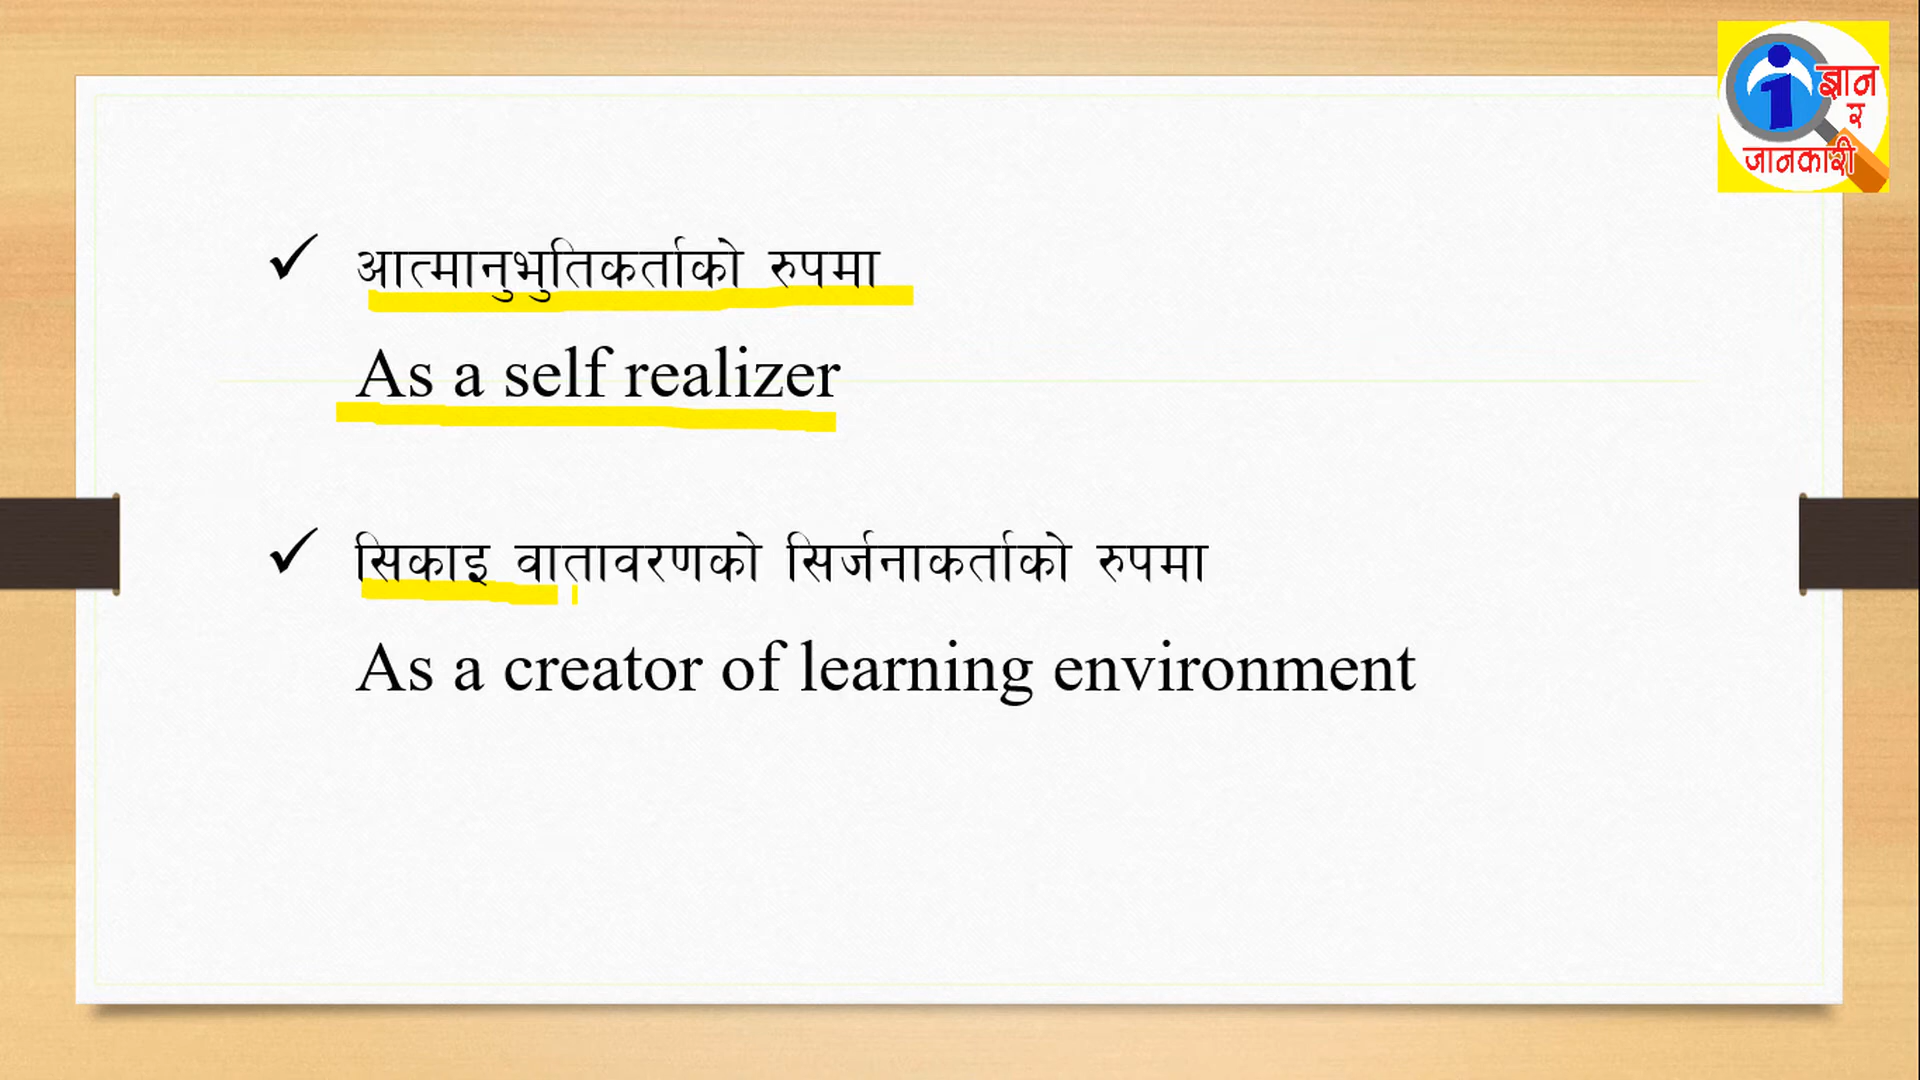 ज्ञान
र
जानकारी
✓ आत्मानुभुतिकर्ताको रुपमा
As a self realizer
✓ सिकाइ वातावरणको सिर्जनाकर्ताको रुपमा
As a creator of learning environment